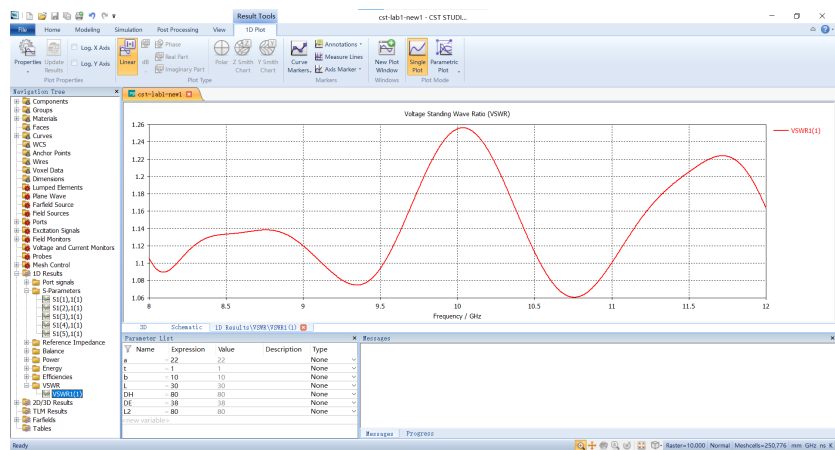 Result Tools
cst-lab1-new1 - CST STUDI...
File Home Modeling Simulation Post Processing View 1D Plot
Properties Update Results
Log. X Axis
Log. Y Axis
Plot Properties
Linear dB
Phase
Real Part
Imaginary Part
Polar Z Smith Chart Y Smith Chart
Plot Type
Curve Markers
Annotations
Measure Lines
Axis Marker
Markers
New Plot Window
Windows
Single Plot Parametric Plot
Plot Mode
Navigation Tree
cst-lab1-new1
Components
Groups
Materials
Faces
Curves
WCS
Anchor Points
Wires
Voxel Data
Dimensions
Lumped Elements
Plane Wave
Farfield Source
Field Sources
Ports
Excitation Signals
Field Monitors
Voltage and Current Monitors
Probes
Mesh Control
1D Results
Port signals
S-Parameters
S1(1),1(1)
S1(2),1(1)
S1(3),1(1)
S1(4),1(1)
S1(5),1(1)
Reference Impedance
Balance
Power
Energy
Efficiencies
VSWR
VSWR1(1)
2D/3D Results
TLM Results
Farfields
Tables
Voltage Standing Wave Ratio (VSWR)
VSWR1(1)
1.26
1.24
1.22
1.2
1.18
1.16
1.14
1.12
1.1
1.08
1.06
8 8.5 9 9.5 10 10.5 11 11.5 12
Frequency / GHz
3D Schematic 1D Results\VSWR\VSWR1(1)
Parameter List
Name Expression Value Description Type
a = 22 22 None
t = 1 1 None
b = 10 10 None
L = 30 30 None
DH = 80 80 None
DE = 38 38 None
L2 = 80 80 None
<new variable>
Messages
Messages Progress
Ready
Raster=10.000 Normal Meshcells=250,776 mm GHz ns K